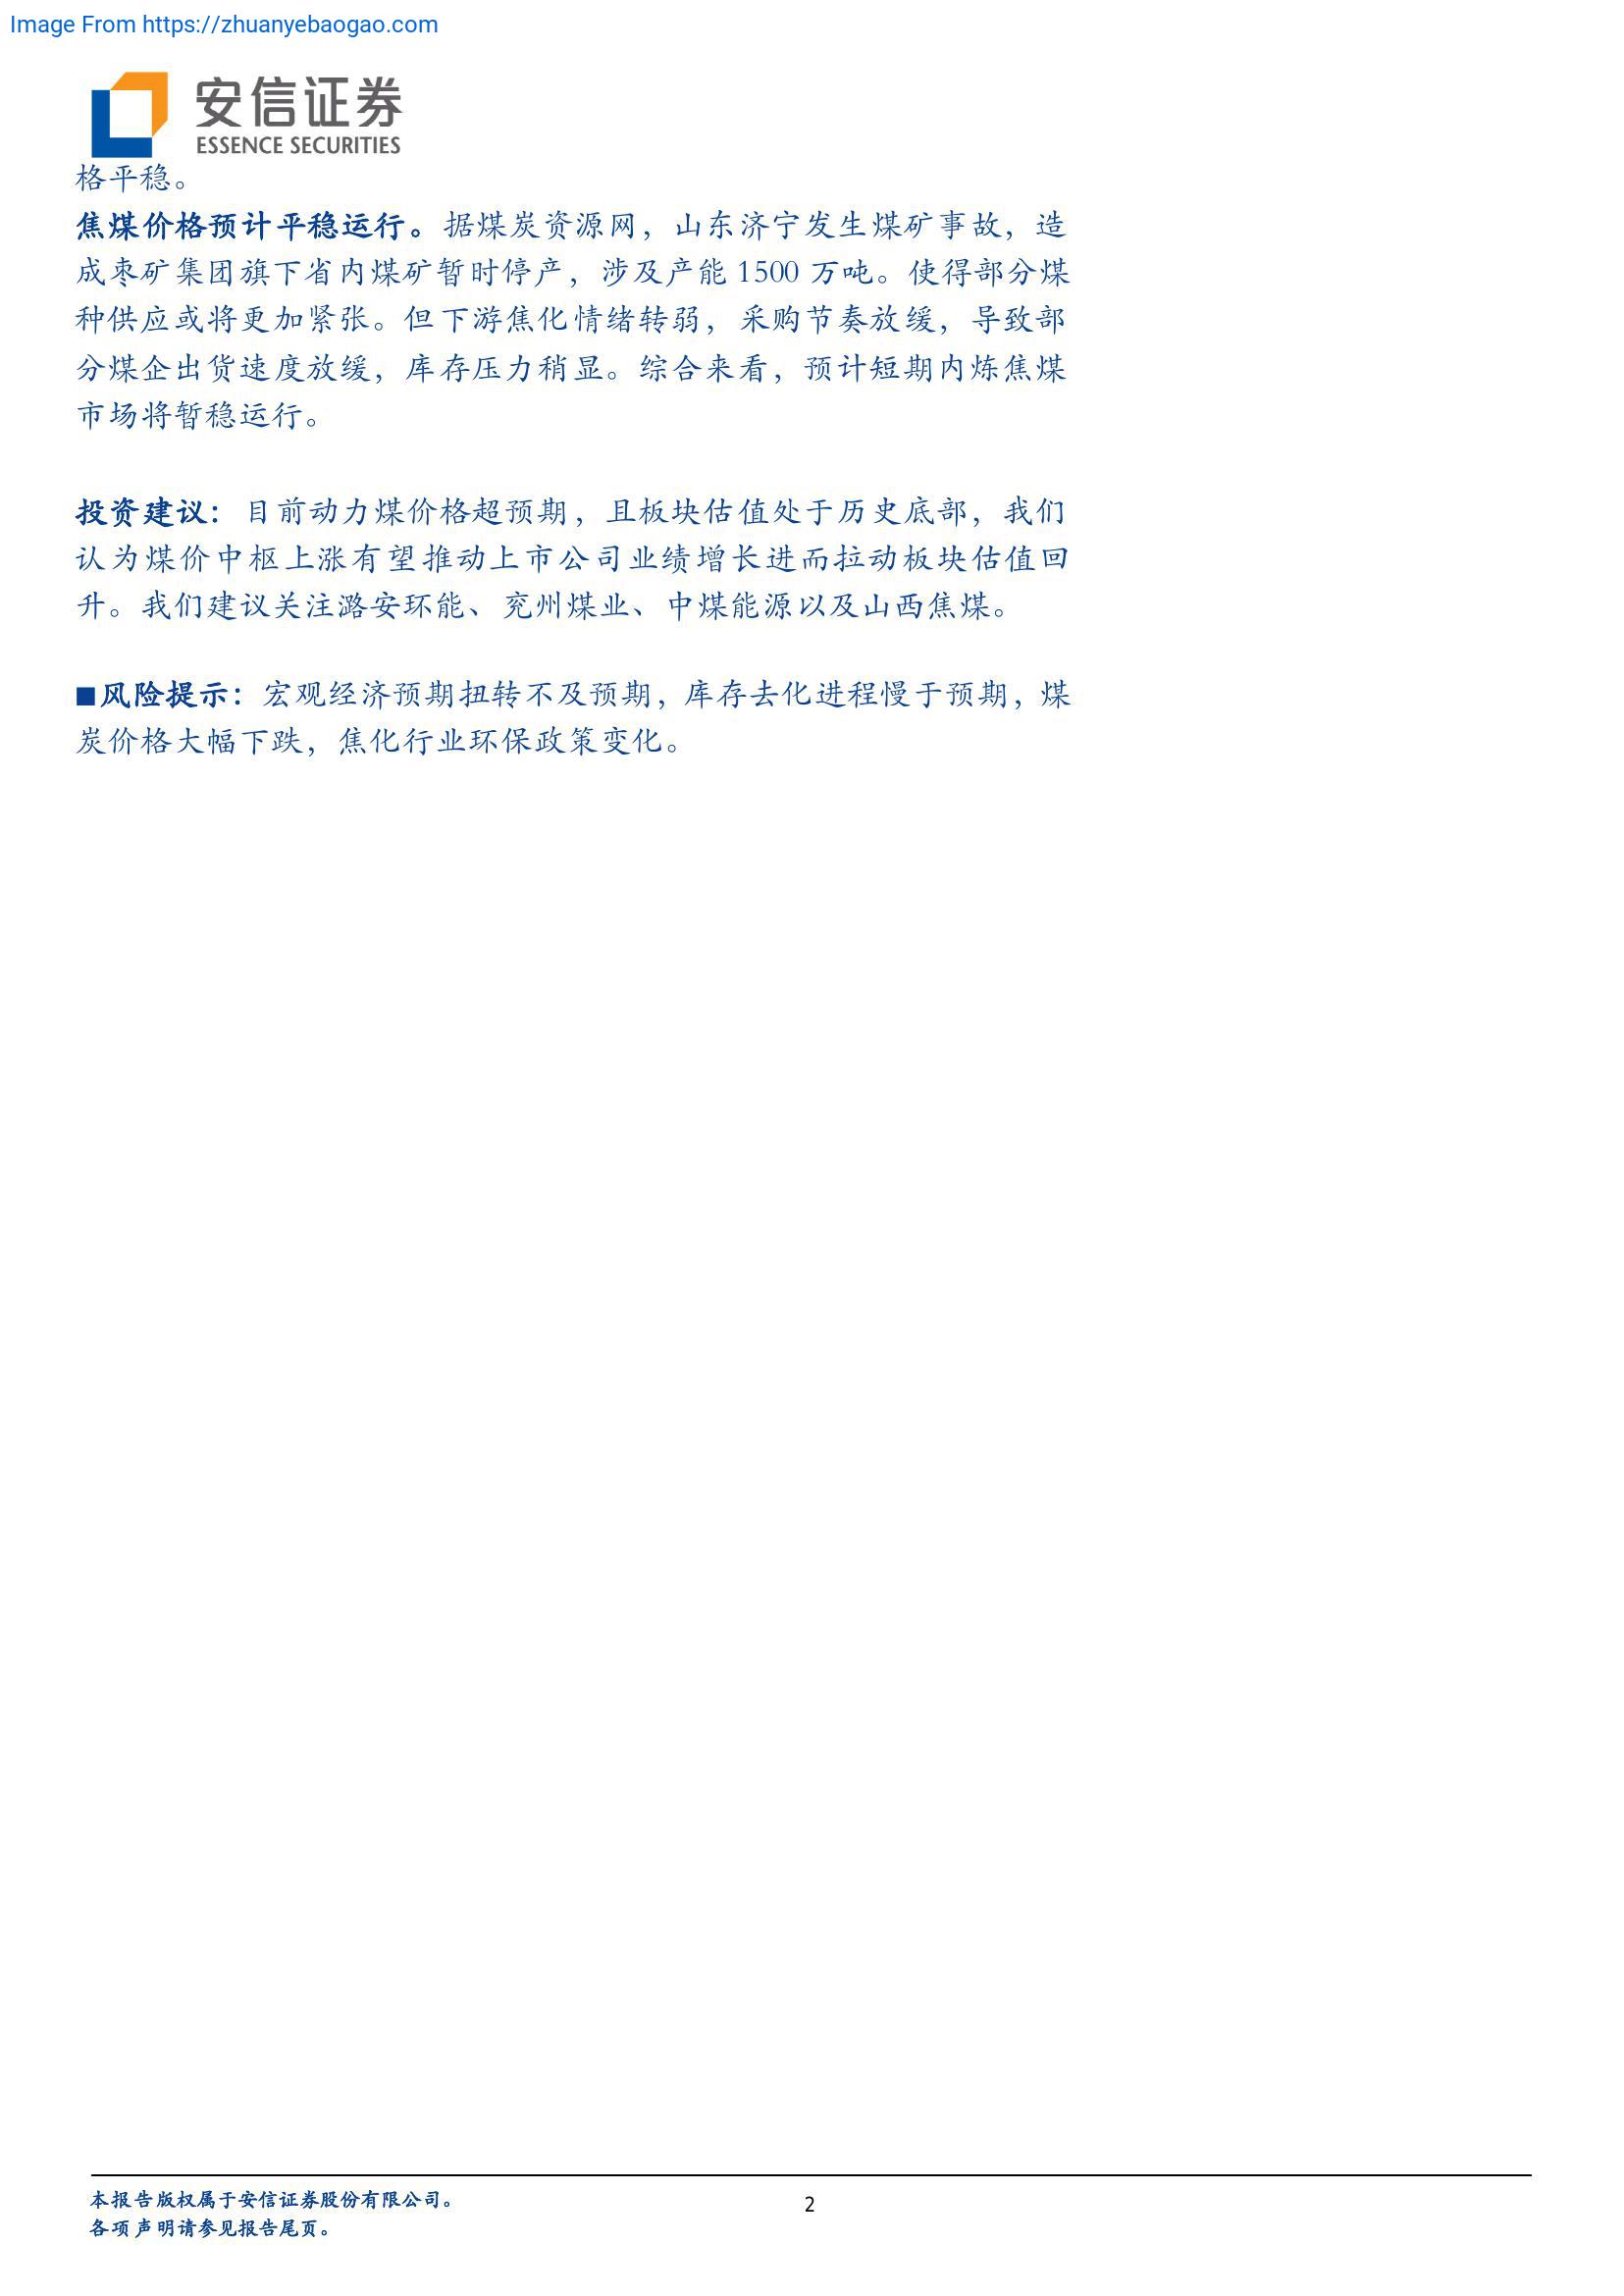 Image From https://zhuanyebaogao.com
安信证券
ESSENCE SECURITIES
格平稳。
焦煤价格预计平稳运行。据煤炭资源网，山东济宁发生煤矿事故，造
成枣矿集团旗下省内煤矿暂时停产，涉及产能 1500 万吨。使得部分煤
种供应或将更加紧张。但下游焦化情绪转弱，采购节奏放缓，导致部
分煤企出货速度放缓，库存压力稍显。综合来看，预计短期内炼焦煤
市场将暂稳运行。
投资建议：目前动力煤价格超预期，且板块估值处于历史底部，我们
认为煤价中枢上涨有望推动上市公司业绩增长进而拉动板块估值回
升。我们建议关注潞安环能、兖州煤业、中煤能源以及山西焦煤。
■风险提示：宏观经济预期扭转不及预期，库存去化进程慢于预期，煤
炭价格大幅下跌，焦化行业环保政策变化。
本报告版权属于安信证券股份有限公司。
2
各项声明请参见报告尾页。